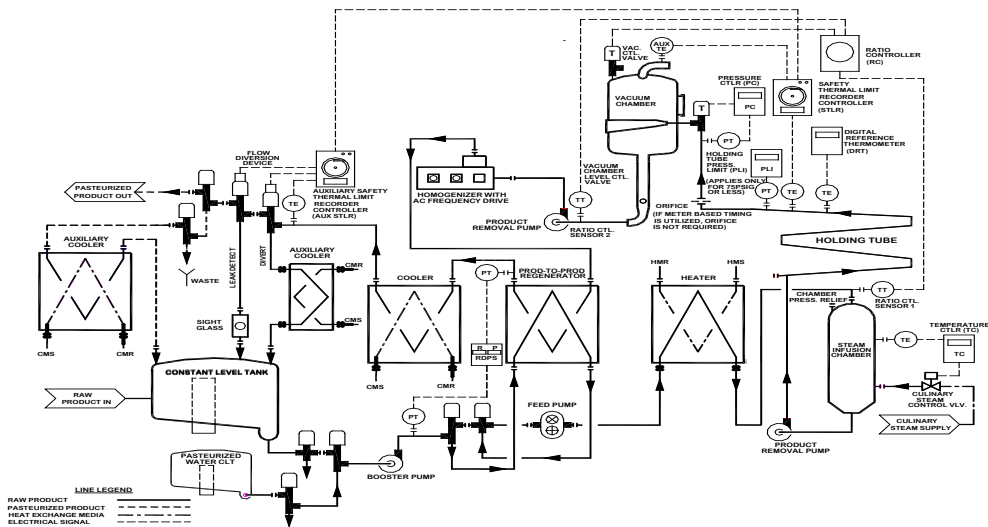 VAC.
CTL.
VALVE
T
AUX
TE
RATIO
CONTROLLER
(RC)
PRESSURE
CTLR (PC)
SAFETY
THERMAL LIMIT
RECORDER
CONTROLLER
(STLR)
VACUUM
CHAMBER
T
PC
DIGITAL
REFERENCE
THERMOMETER
(DRT)
PT
HOLDING
TUBE
PRESS.
LIMIT (PLI)
(APPLIES ONLY
FOR 75PSIG
OR LESS)
PLI
PT
TE
TE
FLOW
DIVERSION
DEVICE
VACUUM
CHAMBER
LEVEL CTL.
VALVE
TT
HOMOGENIZER WITH
AC FREQUENCY DRIVE
PRODUCT
REMOVAL PUMP
RATIO CTL.
SENSOR 2
ORIFICE
(IF METER BASED TIMING
IS UTILIZED, ORIFICE
IS NOT REQUIRED)
PASTEURIZED
PRODUCT OUT
TE
AUXILIARY SAFETY
THERMAL LIMIT
RECORDER
CONTROLLER
(AUX STLR)
HOLDING TUBE
AUXILIARY
COOLER
WASTE
LEAK DETECT
DIVERT
AUXILIARY
COOLER
CMR
CMS
COOLER
PT
PROD-TO-PROD
REGENERATOR
HMR
HMS
HEATER
CHAMBER
PRESS. RELIEF
TT
RATIO CTL.
SENSOR 1
SIGHT
GLASS
R P
RDPS
STEAM
INFUSION
CHAMBER
TE
TEMPERATURE
CTLR (TC)
TC
CMS
CMR
CMS
CMR
CONSTANT LEVEL TANK
RAW
PRODUCT IN
CULINARY
STEAM
CONTROL VLV.
CULINARY
STEAM SUPPLY
PT
FEED PUMP
PRODUCT
REMOVAL PUMP
BOOSTER PUMP
PASTEURIZED
WATER CLT
LINE LEGEND
RAW PRODUCT
PASTEURIZED PRODUCT
HEAT EXCHANGE MEDIA
ELECTRICAL SIGNAL